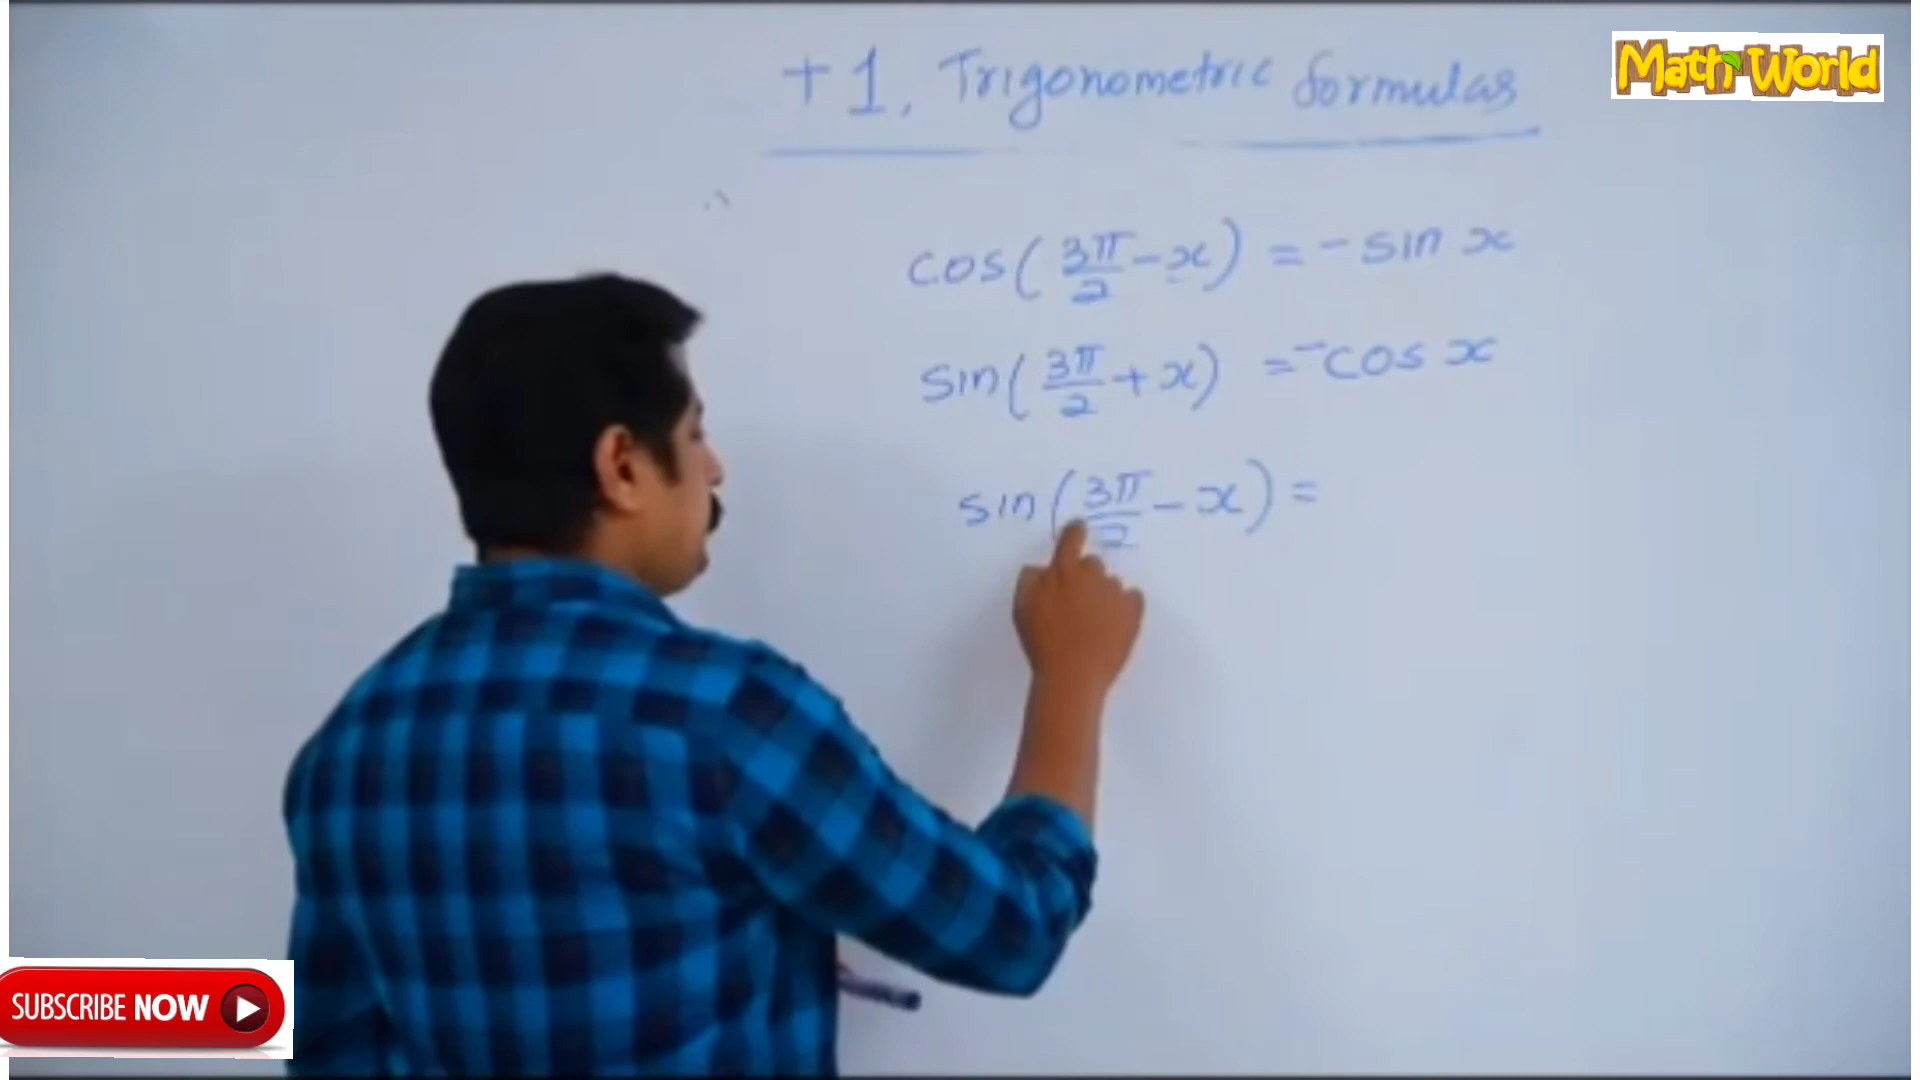 Math World
+1, Trigonometric formulas
cos(3π/2 - x) = - sin x
sin(3π/2 + x) = - cos x
sin(3π/2 - x) =
SUBSCRIBE NOW